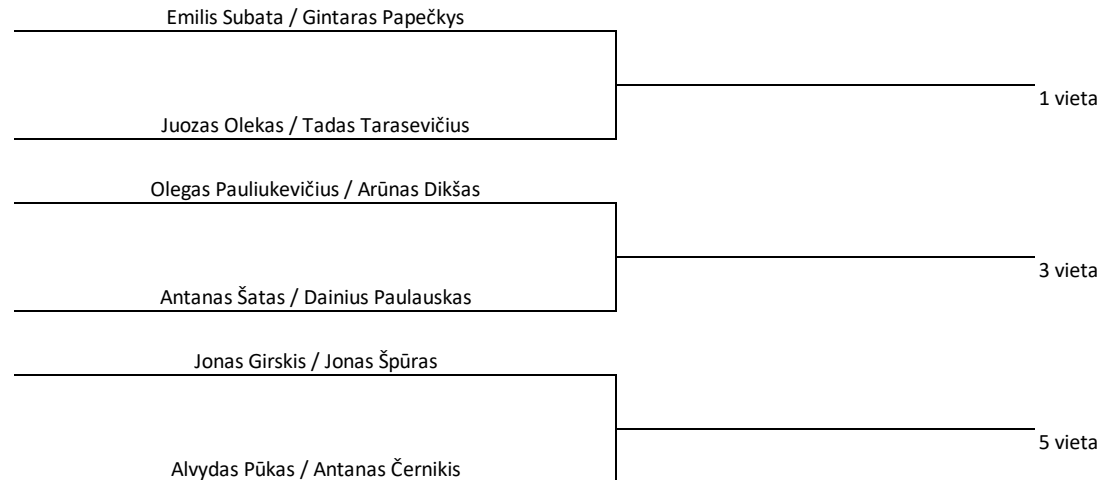 Emilis Subata / Gintaras Papečkys
1 vieta
Juozas Olekas / Tadas Tarasevičius
Olegas Pauliukevičius / Arūnas Dikšas
3 vieta
Antanas Šatas / Dainius Paulauskas
Jonas Girskis / Jonas Špūras
5 vieta
Alvydas Pūkas / Antanas Černikis